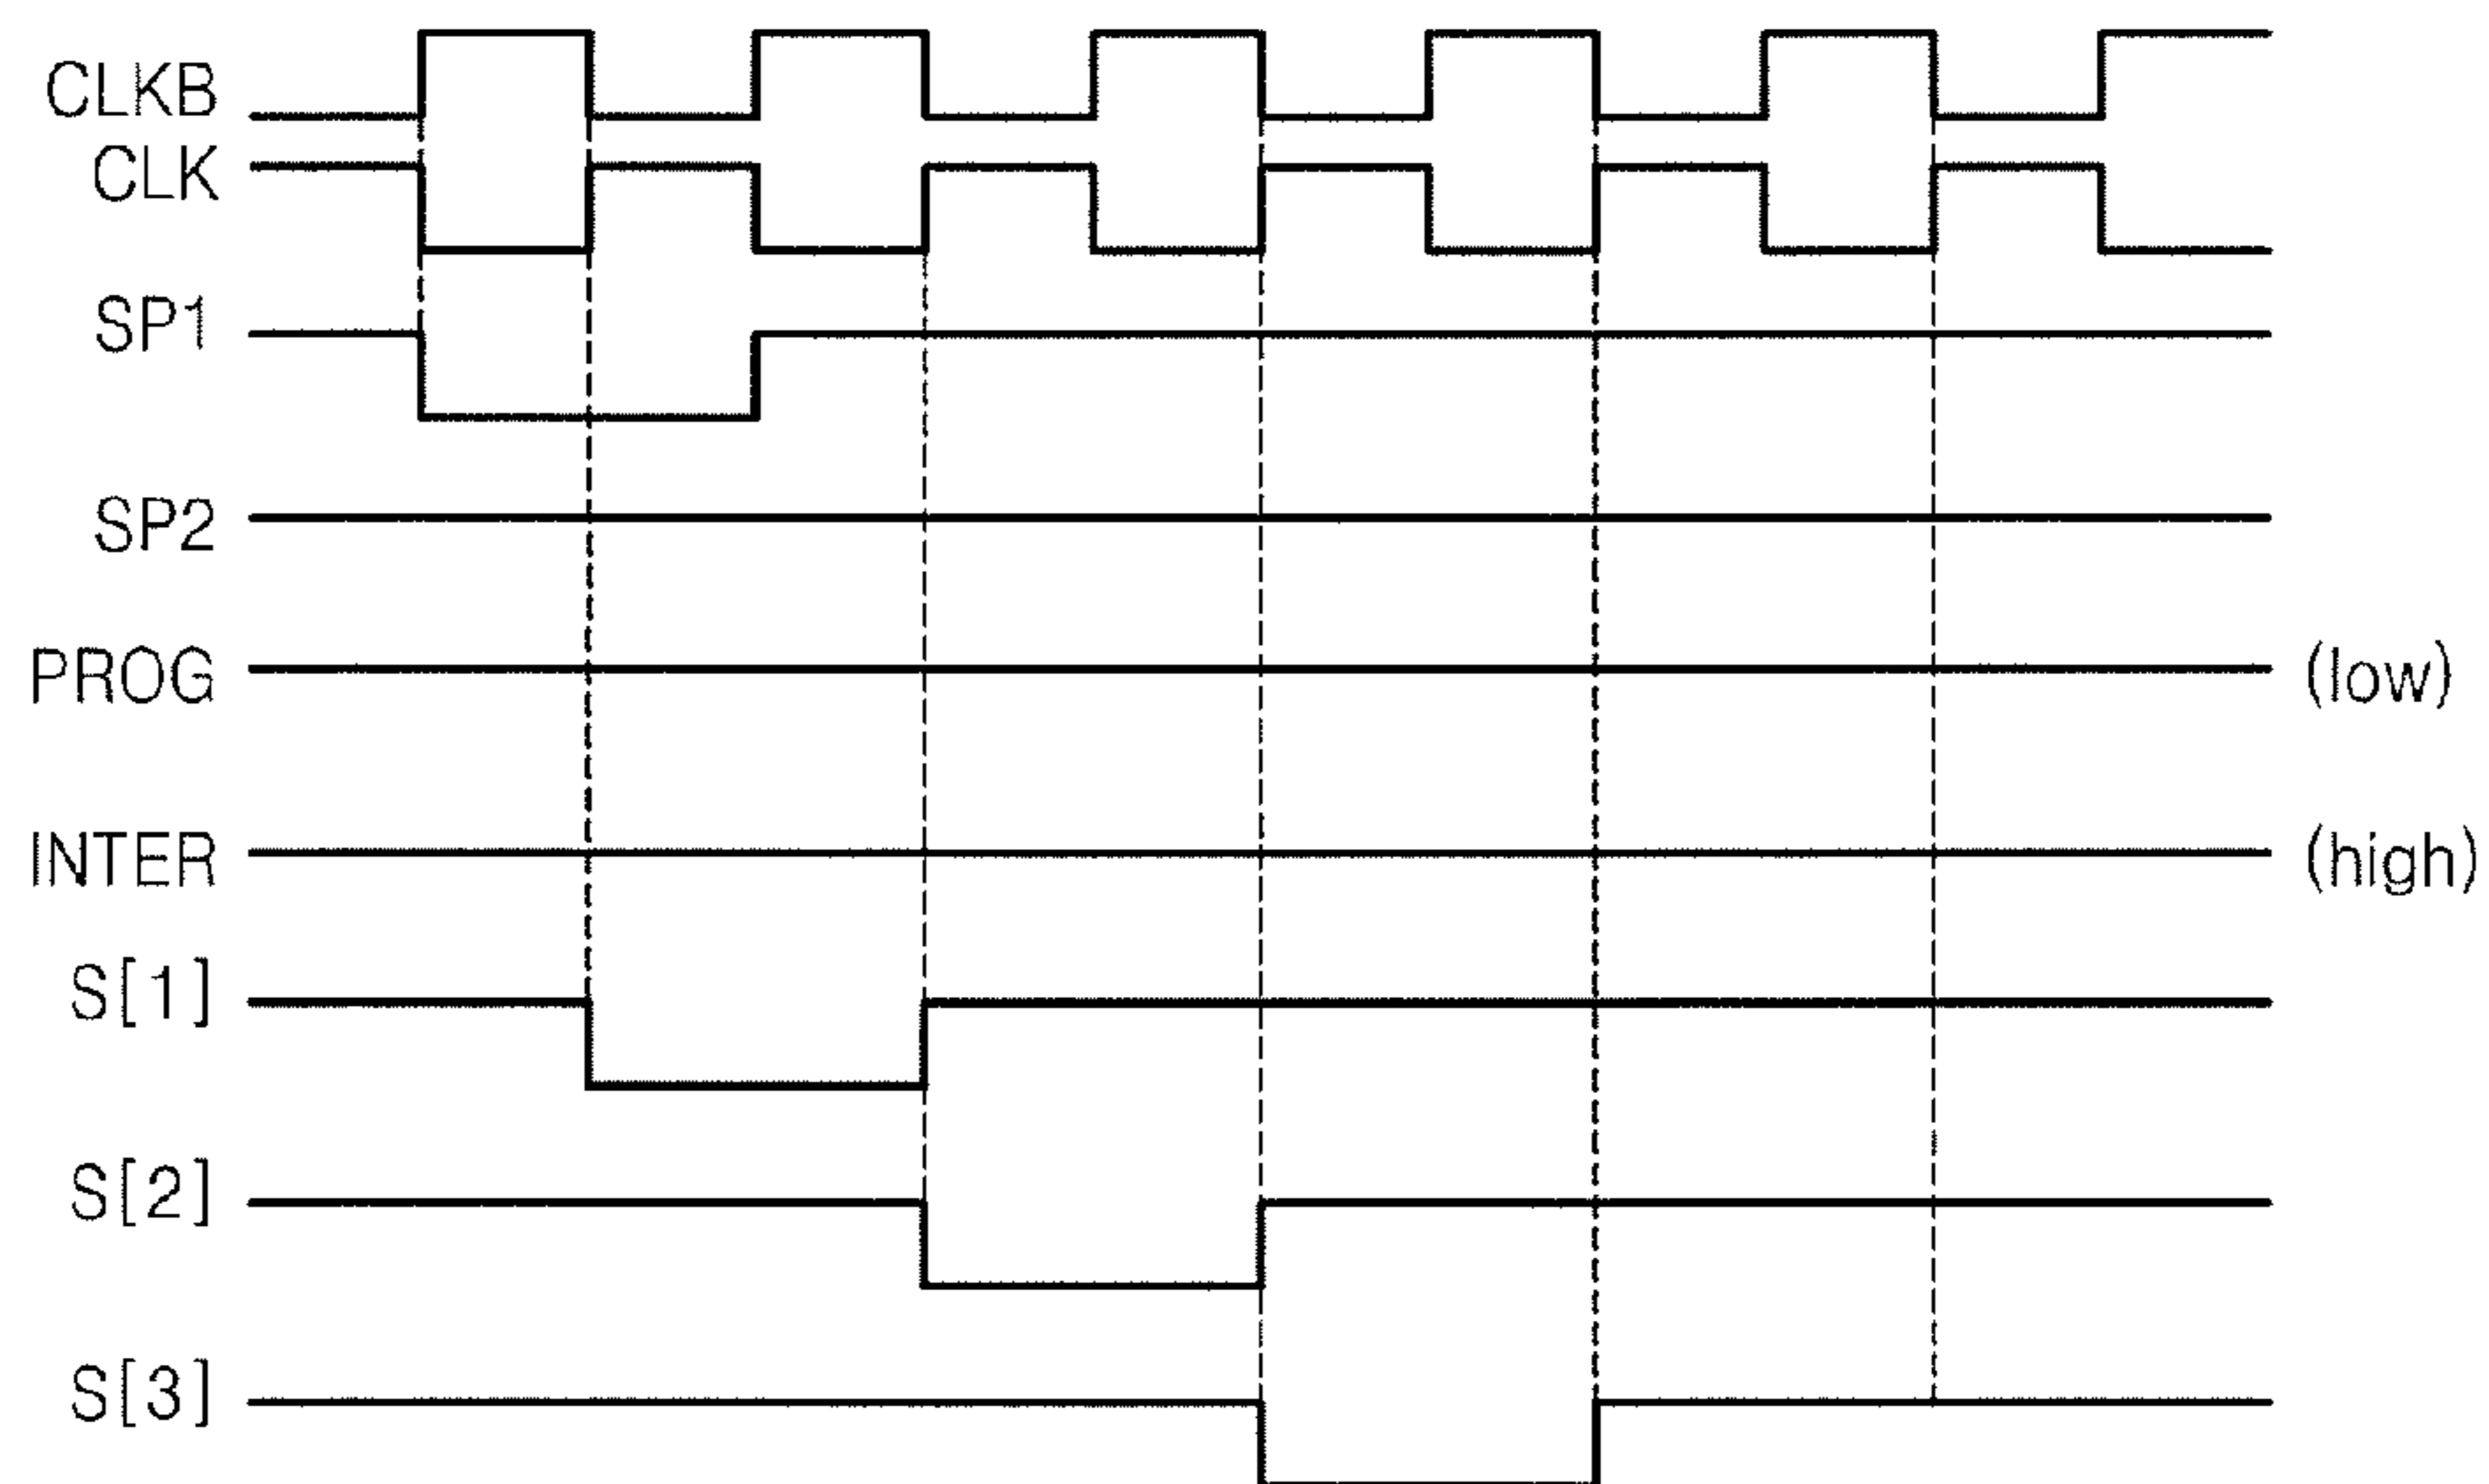 CLKB
CLK
SP1
SP2
PROG (low)
INTER (high)
S[1]
S[2]
S[3]